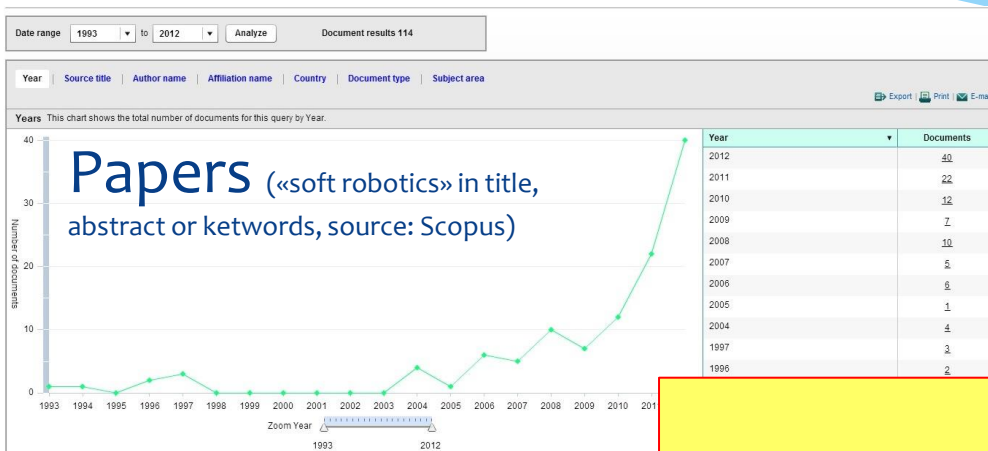 Date range 1993 to 2012 Analyze Document results 114
Year | Source title | Author name | Affiliation name | Country | Document type | Subject area
Export | Print | E-ma
Years This chart shows the total number of documents for this query by Year.
Papers («soft robotics» in title,
abstract or ketwords, source: Scopus)
Number of documents
40
30
20
10
0
1993 1994 1995 1996 1997 1998 1999 2000 2001 2002 2003 2004 2005 2006 2007 2008 2009 2010 201
Zoom Year
1993 2012
Year Documents
2012 40
2011 22
2010 12
2009 7
2008 10
2007 5
2006 6
2005 1
2004 4
1997 3
1996 2